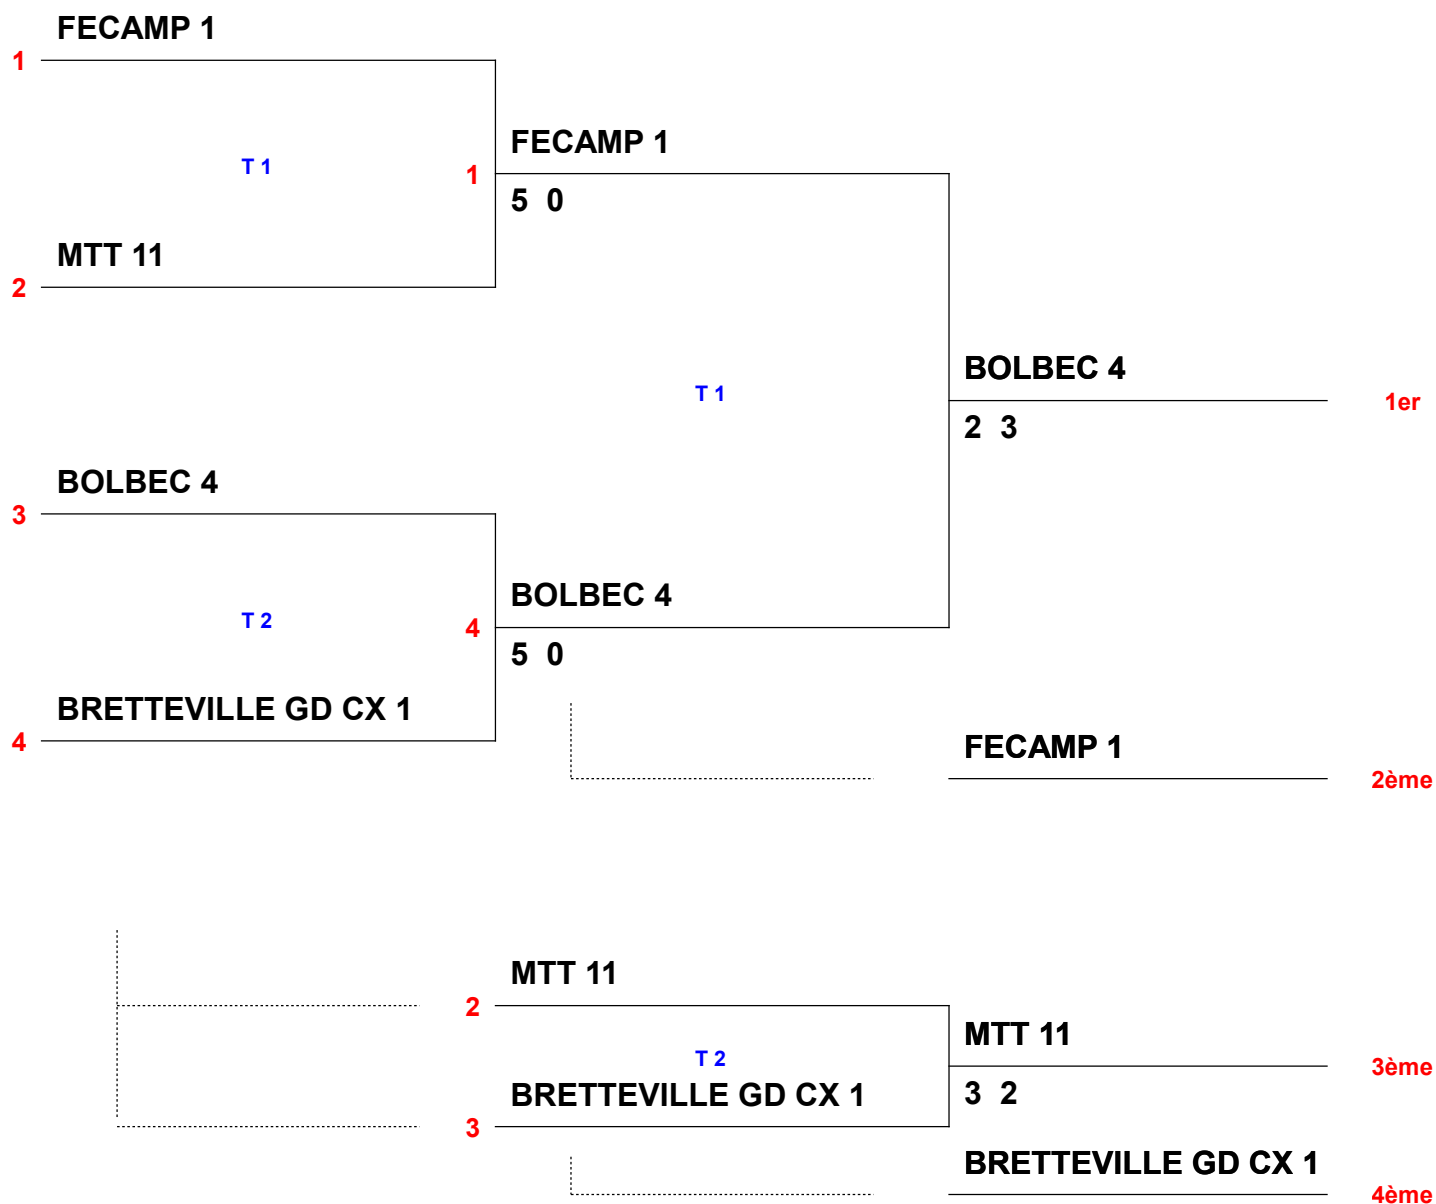 FECAMP 1
1
T 1
MTT 11
2
FECAMP 1
1
5 0
BOLBEC 4
3
T 2
BRETTEVILLE GD CX 1
4
BOLBEC 4
4
5 0
T 1
BOLBEC 4
1er
2 3
FECAMP 1
2ème
MTT 11
2
T 2
BRETTEVILLE GD CX 1
3
MTT 11
3ème
3 2
BRETTEVILLE GD CX 1
4ème